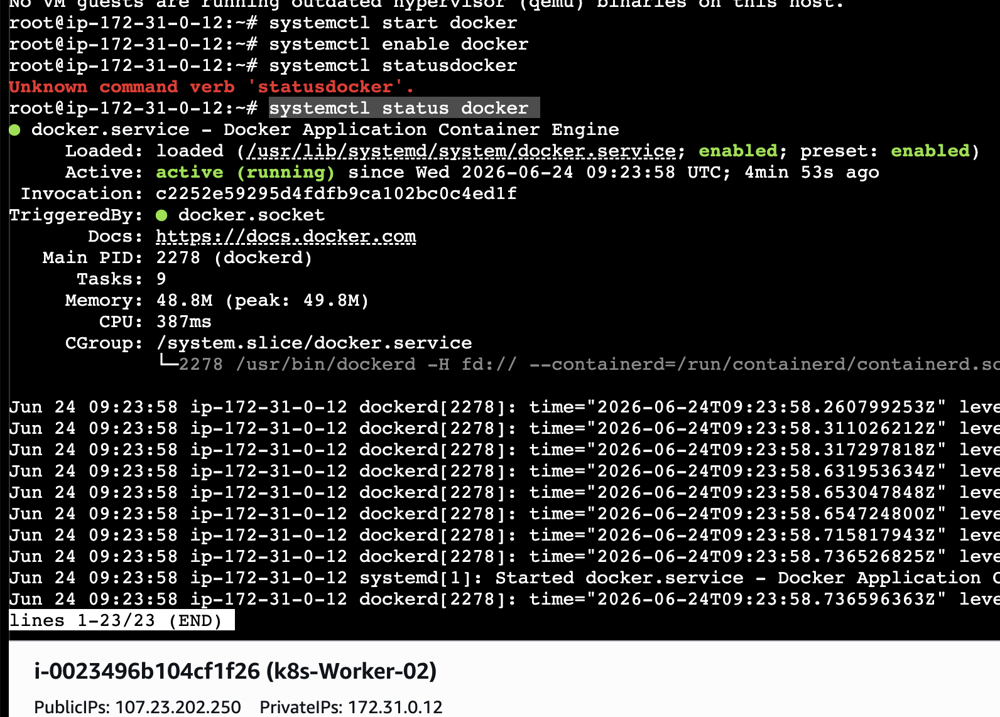 No VM guests are running outdated hypervisor (qemu) binaries on this host.
root@ip-172-31-0-12:~# systemctl start docker
root@ip-172-31-0-12:~# systemctl enable docker
root@ip-172-31-0-12:~# systemctl statusdocker
Unknown command verb 'statusdocker'.
root@ip-172-31-0-12:~# systemctl status docker
● docker.service - Docker Application Container Engine
Loaded: loaded (/usr/lib/systemd/system/docker.service; enabled; preset: enabled)
Active: active (running) since Wed 2026-06-24 09:23:58 UTC; 4min 53s ago
Invocation: c2252e59295d4fdfb9ca102bc0c4ed1f
TriggeredBy: ● docker.socket
Docs: https://docs.docker.com
Main PID: 2278 (dockerd)
Tasks: 9
Memory: 48.8M (peak: 49.8M)
CPU: 387ms
CGroup: /system.slice/docker.service
└─2278 /usr/bin/dockerd -H fd:// --containerd=/run/containerd/containerd.so
Jun 24 09:23:58 ip-172-31-0-12 dockerd[2278]: time="2026-06-24T09:23:58.260799253Z" leve
Jun 24 09:23:58 ip-172-31-0-12 dockerd[2278]: time="2026-06-24T09:23:58.311026212Z" leve
Jun 24 09:23:58 ip-172-31-0-12 dockerd[2278]: time="2026-06-24T09:23:58.317297818Z" leve
Jun 24 09:23:58 ip-172-31-0-12 dockerd[2278]: time="2026-06-24T09:23:58.631953634Z" leve
Jun 24 09:23:58 ip-172-31-0-12 dockerd[2278]: time="2026-06-24T09:23:58.653047848Z" leve
Jun 24 09:23:58 ip-172-31-0-12 dockerd[2278]: time="2026-06-24T09:23:58.654724800Z" leve
Jun 24 09:23:58 ip-172-31-0-12 dockerd[2278]: time="2026-06-24T09:23:58.715817943Z" leve
Jun 24 09:23:58 ip-172-31-0-12 dockerd[2278]: time="2026-06-24T09:23:58.736526825Z" leve
Jun 24 09:23:58 ip-172-31-0-12 systemd[1]: Started docker.service - Docker Application C
Jun 24 09:23:58 ip-172-31-0-12 dockerd[2278]: time="2026-06-24T09:23:58.736596363Z" leve
lines 1-23/23 (END)
i-0023496b104cf1f26 (k8s-Worker-02)
PublicIPs: 107.23.202.250 PrivateIPs: 172.31.0.12